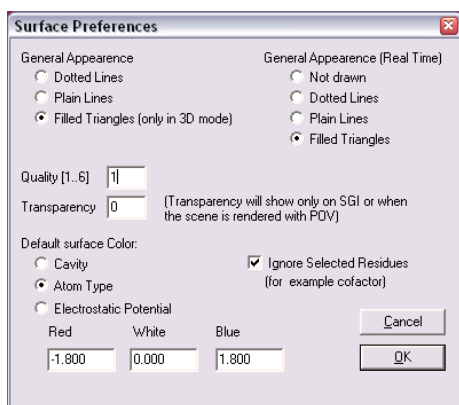 Surface Preferences
General Appearence
Dotted Lines
Plain Lines
Filled Triangles (only in 3D mode)
General Appearence (Real Time)
Not drawn
Dotted Lines
Plain Lines
Filled Triangles
Quality [1..6] 1
Transparency 0
(Transparency will show only on SGI or when
the scene is rendered with POV)
Default surface Color:
Cavity
Atom Type
Electrostatic Potential
Ignore Selected Residues
(for example cofactor)
Red White Blue
-1.800 0.000 1.800
Cancel
OK